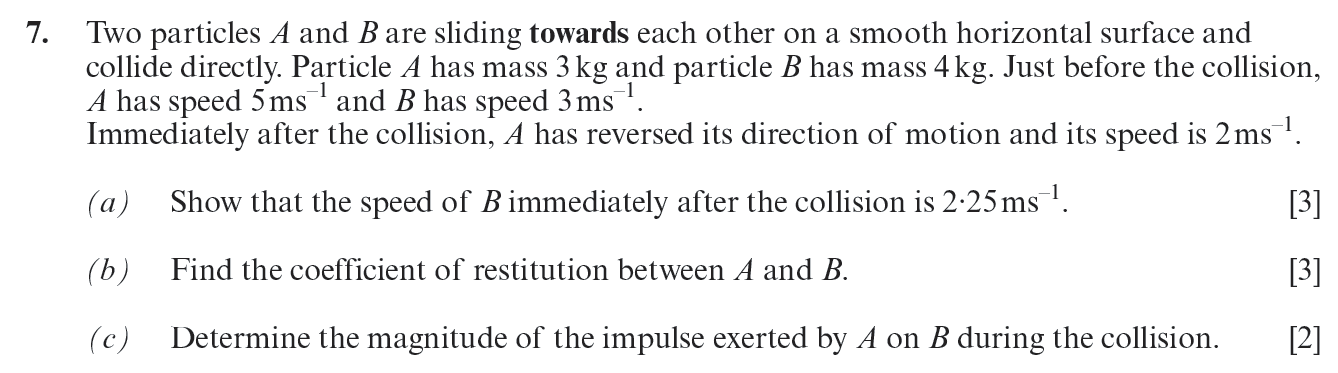 7. Two particles A and B are sliding towards each other on a smooth horizontal surface and
collide directly. Particle A has mass 3 kg and particle B has mass 4 kg. Just before the collision,
A has speed 5 ms⁻¹ and B has speed 3 ms⁻¹.
Immediately after the collision, A has reversed its direction of motion and its speed is 2 ms⁻¹.
(a) Show that the speed of B immediately after the collision is 2·25 ms⁻¹. [3]
(b) Find the coefficient of restitution between A and B. [3]
(c) Determine the magnitude of the impulse exerted by A on B during the collision. [2]